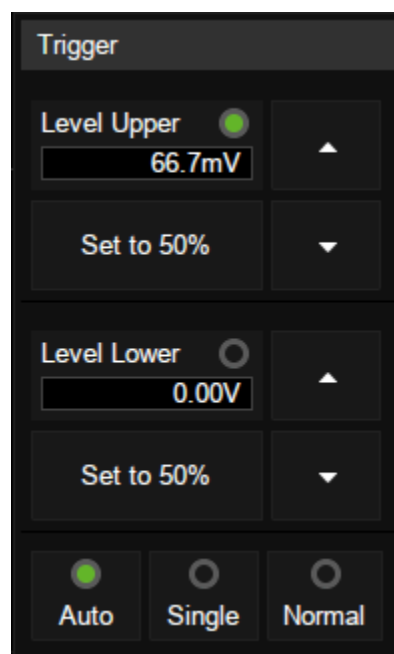 Trigger
Level Upper
66.7mV
Set to 50%
Level Lower
0.00V
Set to 50%
Auto Single Normal